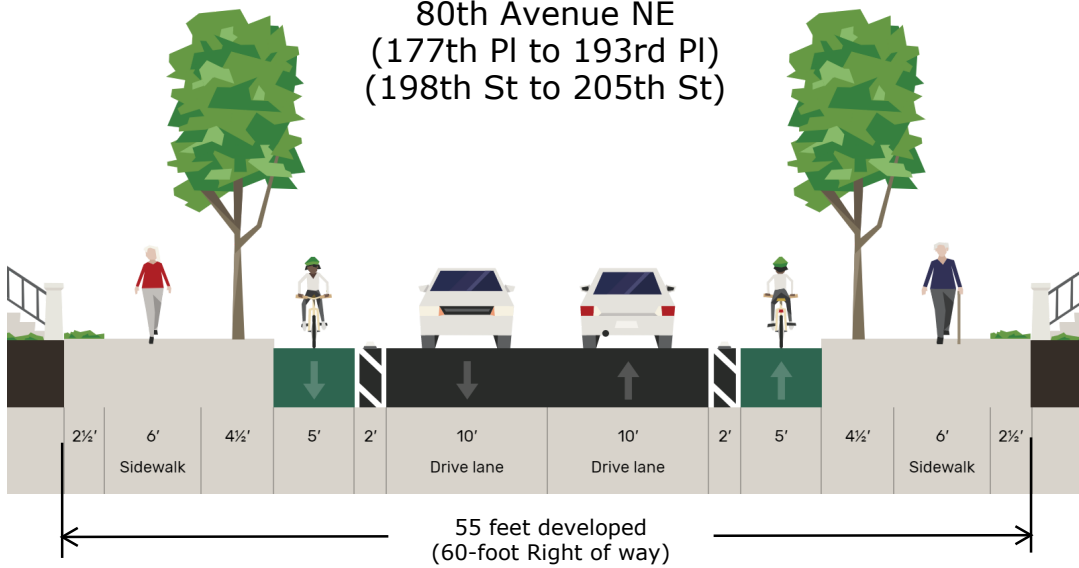 80th Avenue NE
(177th Pl to 193rd Pl)
(198th St to 205th St)
2½′ 6′ 4½′ 5′ 2′ 10′ 10′ 2′ 5′ 4½′ 6′ 2½′
Sidewalk Drive lane Drive lane Sidewalk
55 feet developed
(60-foot Right of way)